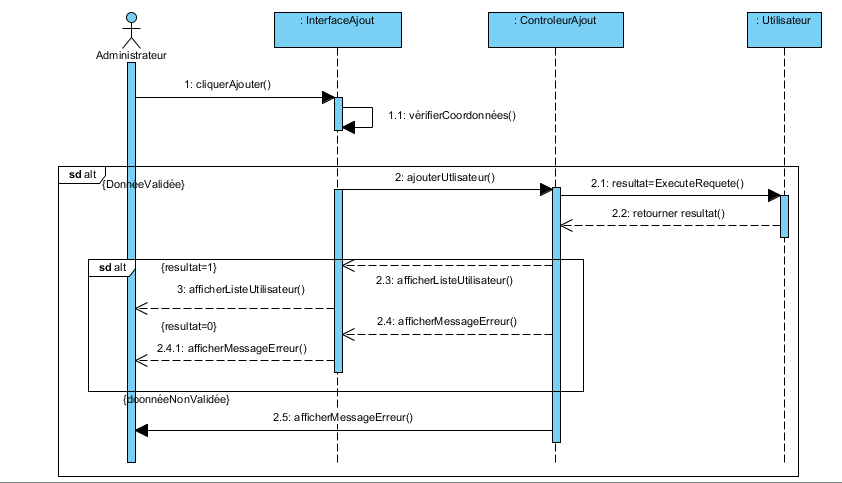 : InterfaceAjout
: ControleurAjout
: Utilisateur
Administrateur
1: cliquerAjouter()
1.1: vérifierCoordonnées()
sd alt
{DonnéeValidée}
2: ajouterUtlisateur()
2.1: resultat=ExecuteRequete()
2.2: retourner resultat()
sd alt
{resultat=1}
2.3: afficherListeUtilisateur()
3: afficherListeUtilisateur()
{resultat=0}
2.4: afficherMessageErreur()
2.4.1: afficherMessageErreur()
{doonnéeNonValidée}
2.5: afficherMessageErreur()